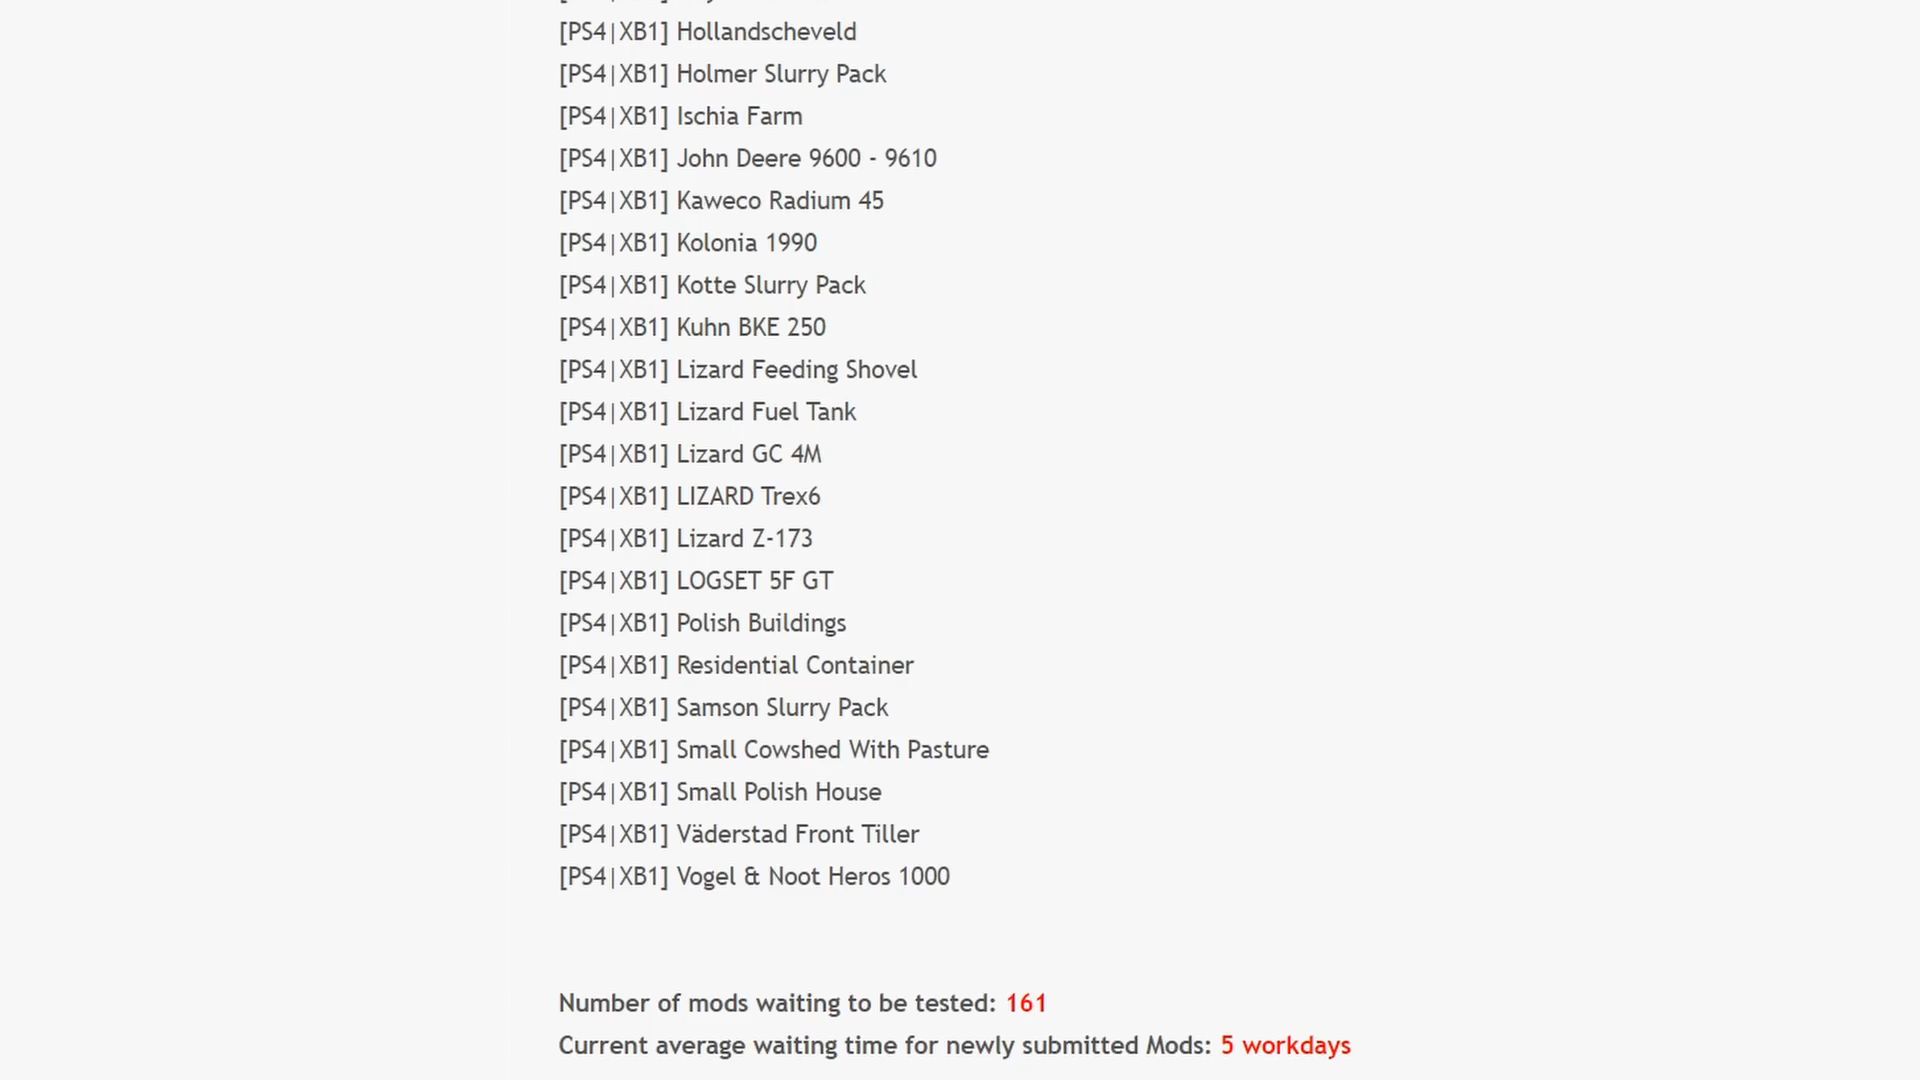 [PS4|XB1] Hollandscheveld
[PS4|XB1] Holmer Slurry Pack
[PS4|XB1] Ischia Farm
[PS4|XB1] John Deere 9600 - 9610
[PS4|XB1] Kaweco Radium 45
[PS4|XB1] Kolonia 1990
[PS4|XB1] Kotte Slurry Pack
[PS4|XB1] Kuhn BKE 250
[PS4|XB1] Lizard Feeding Shovel
[PS4|XB1] Lizard Fuel Tank
[PS4|XB1] Lizard GC 4M
[PS4|XB1] LIZARD Trex6
[PS4|XB1] Lizard Z-173
[PS4|XB1] LOGSET 5F GT
[PS4|XB1] Polish Buildings
[PS4|XB1] Residential Container
[PS4|XB1] Samson Slurry Pack
[PS4|XB1] Small Cowshed With Pasture
[PS4|XB1] Small Polish House
[PS4|XB1] Väderstad Front Tiller
[PS4|XB1] Vogel & Noot Heros 1000
Number of mods waiting to be tested: 161
Current average waiting time for newly submitted Mods: 5 workdays